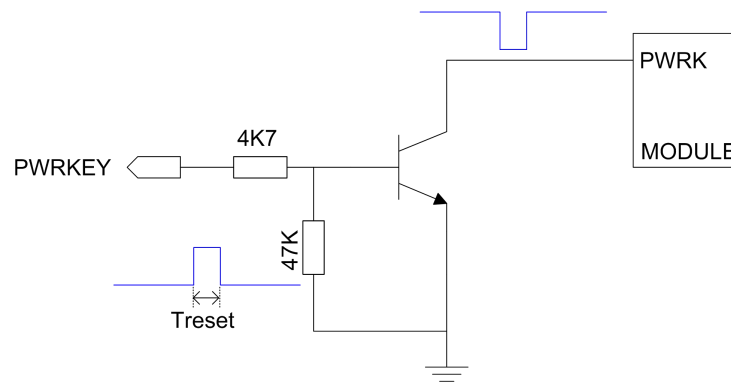 PWRK
4K7
PWRKEY
MODULE
47K
Treset